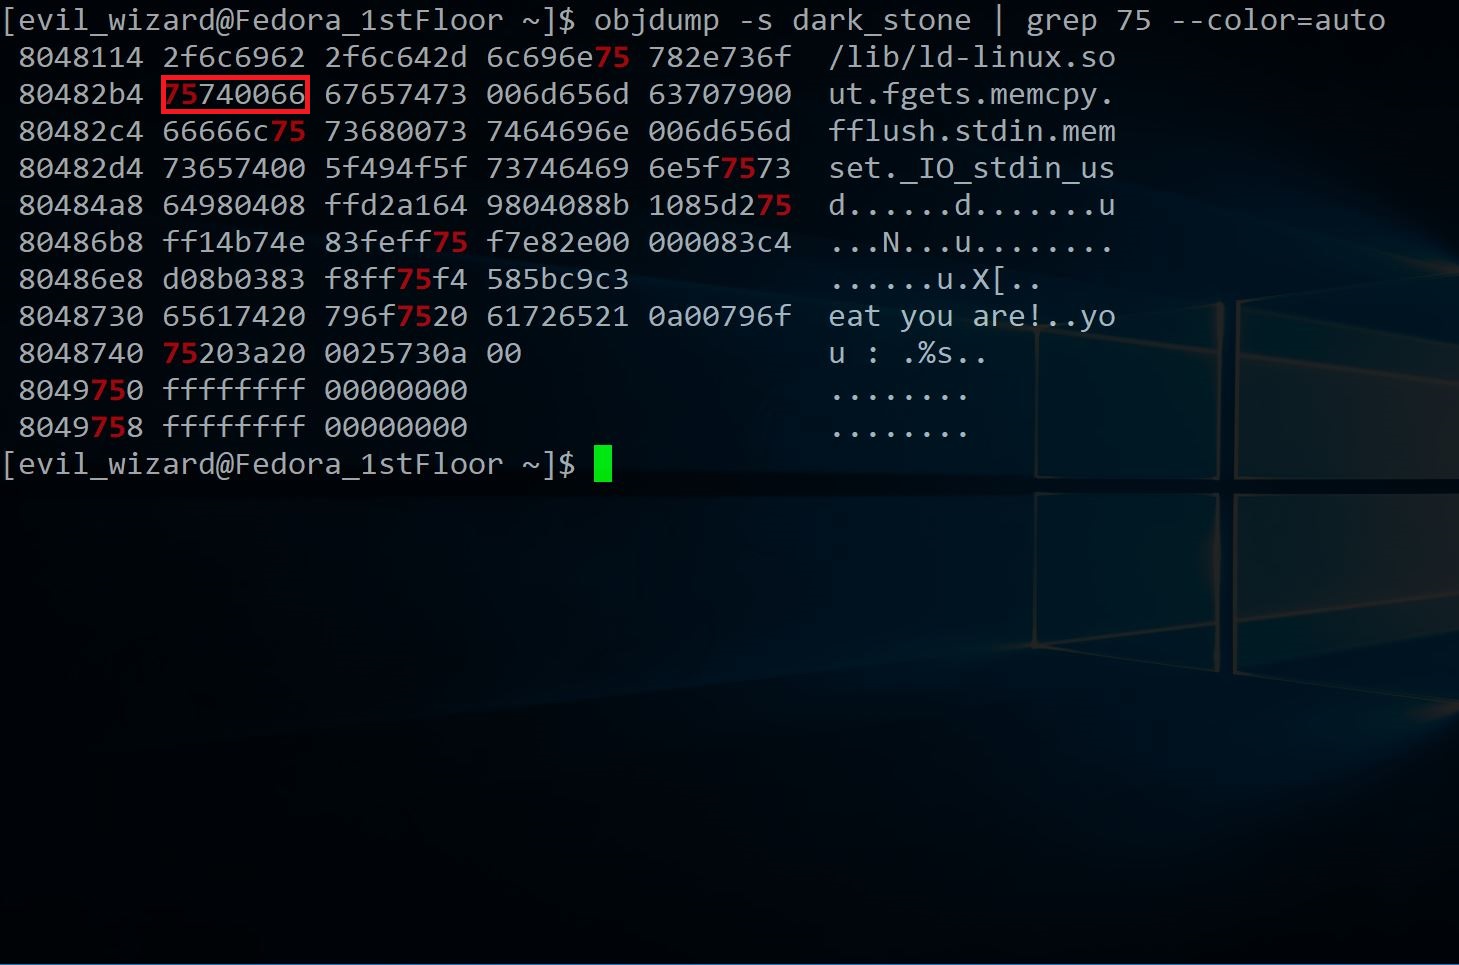 [evil_wizard@Fedora_1stFloor ~]$ objdump -s dark_stone | grep 75 --color=auto
8048114 2f6c6962 2f6c642d 6c696e75 782e736f /lib/ld-linux.so
80482b4 75740066 67657473 006d656d 63707900 ut.fgets.memcpy.
80482c4 66666c75 73680073 7464696e 006d656d fflush.stdin.mem
80482d4 73657400 5f494f5f 73746469 6e5f7573 set._IO_stdin_us
80484a8 64980408 ffd2a164 9804088b 1085d275 d......d.......u
80486b8 ff14b74e 83feff75 f7e82e00 000083c4 ...N...u........
80486e8 d08b0383 f8ff75f4 585bc9c3 ......u.X[..
8048730 65617420 796f7520 61726521 0a00796f eat you are!..yo
8048740 75203a20 0025730a 00 u : .%s..
8049750 ffffffff 00000000 ........
8049758 ffffffff 00000000 ........
[evil_wizard@Fedora_1stFloor ~]$